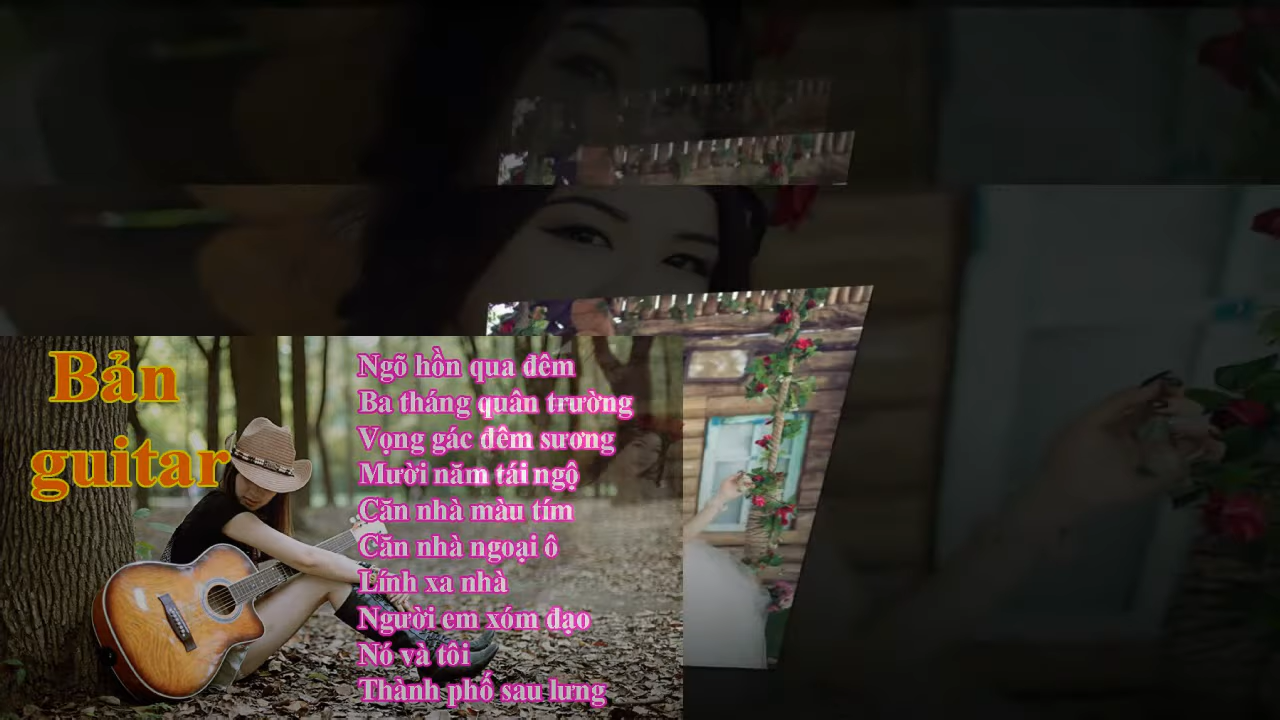 Bản
guitar
Ngõ hồn qua đêm
Ba tháng quân trường
Vọng gác đêm sương
Mười năm tái ngộ
Căn nhà màu tím
Căn nhà ngoại ô
Lính xa nhà
Người em xóm đạo
Nó và tôi
Thành phố sau lưng